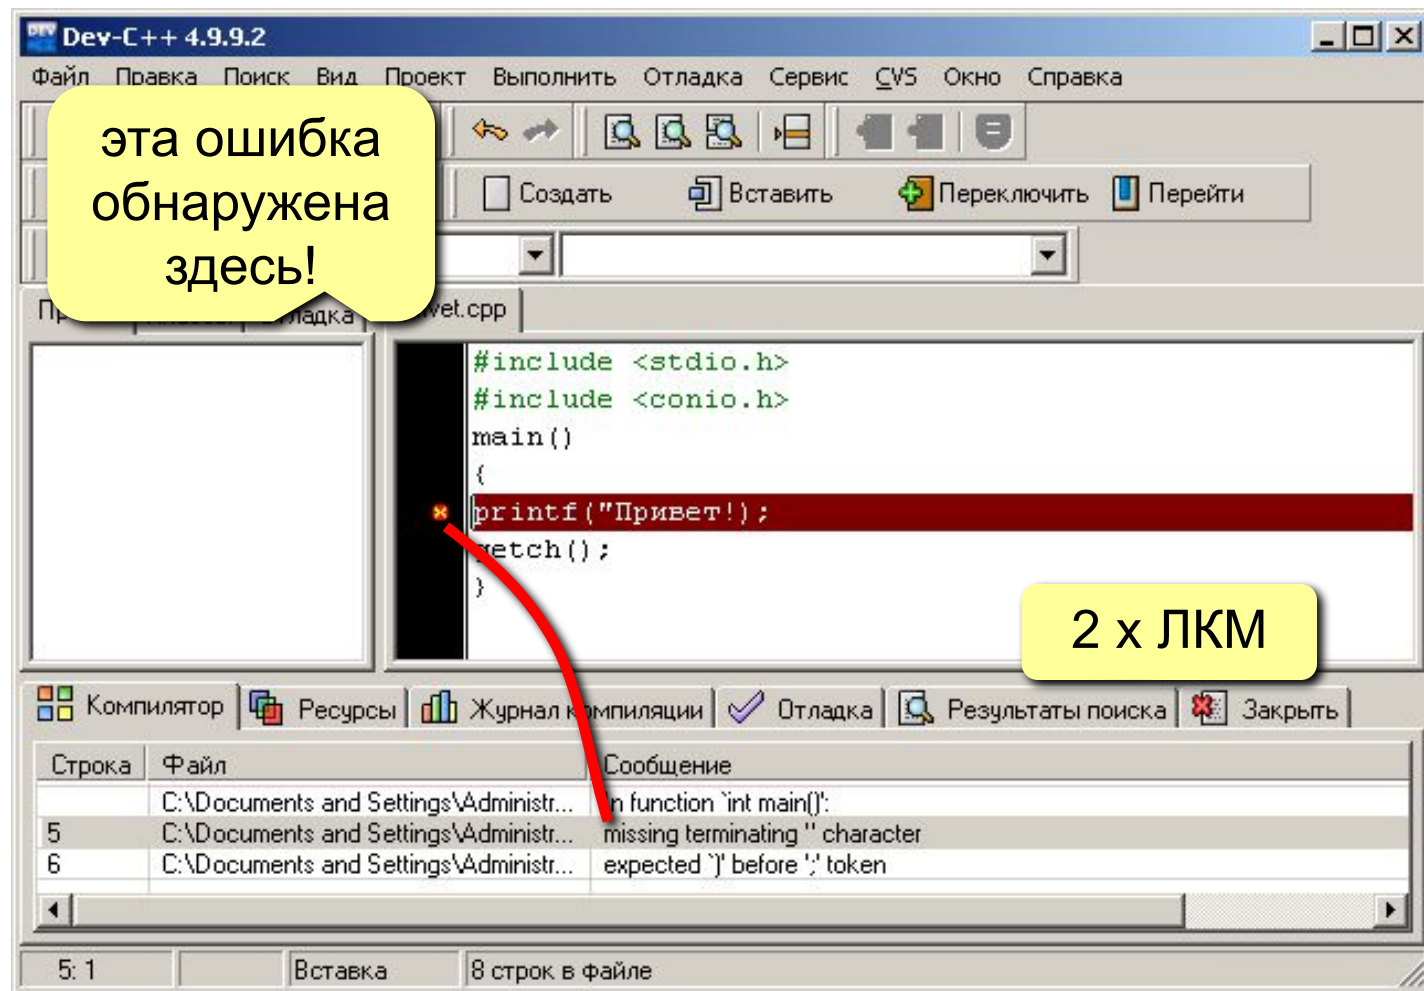 Dev-C++ 4.9.9.2
Файл Правка Поиск Вид Проект Выполнить Отладка Сервис CVS Окно Справка
эта ошибка
обнаружена
здесь!
Создать Вставить Переключить Перейти
vet.cpp
#include <stdio.h>
#include <conio.h>
main()
{
printf("Привет!);
getch();
}
2 x ЛКМ
Компилятор Ресурсы Журнал компиляции Отладка Результаты поиска Закрыть
Строка Файл Сообщение
C:\Documents and Settings\Administr... In function `int main()':
5 C:\Documents and Settings\Administr... missing terminating " character
6 C:\Documents and Settings\Administr... expected `)' before ';' token
5: 1 Вставка 8 строк в файле